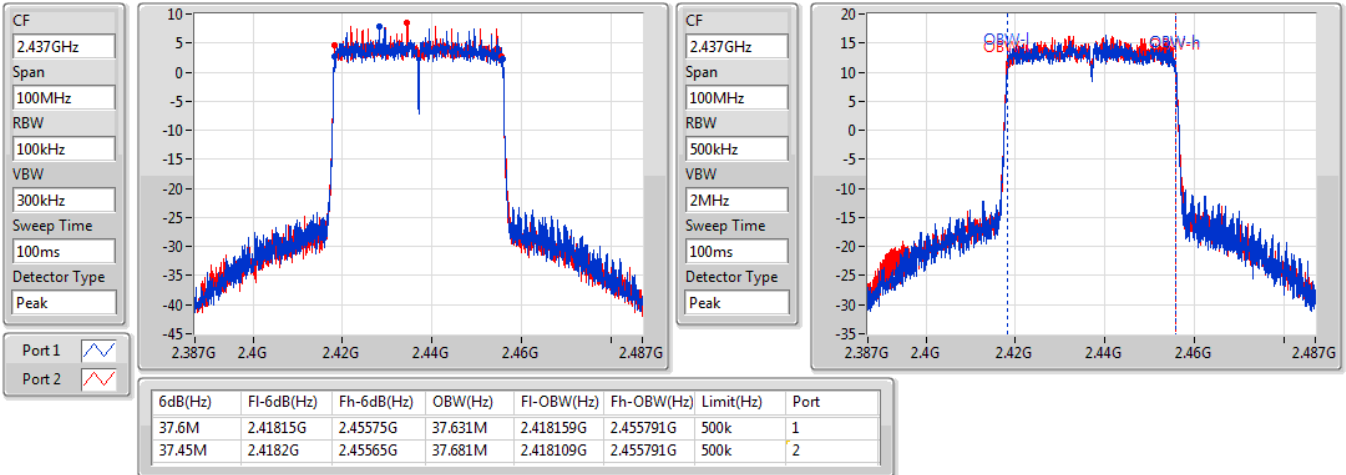 CF
2.437GHz
Span
100MHz
RBW
100kHz
VBW
300kHz
Sweep Time
100ms
Detector Type
Peak
10
5
0
-5
-10
-15
-20
-25
-30
-35
-40
-45
2.387G 2.4G 2.42G 2.44G 2.46G 2.487G
CF
2.437GHz
Span
100MHz
RBW
500kHz
VBW
2MHz
Sweep Time
100ms
Detector Type
Peak
20
15
10
5
0
-5
-10
-15
-20
-25
-30
-35
OBW-l
OBW-h
2.387G 2.4G 2.42G 2.44G 2.46G 2.487G
Port 1
Port 2
6dB(Hz) Fl-6dB(Hz) Fh-6dB(Hz) OBW(Hz) Fl-OBW(Hz) Fh-OBW(Hz) Limit(Hz) Port
37.6M 2.41815G 2.45575G 37.631M 2.418159G 2.455791G 500k 1
37.45M 2.4182G 2.45565G 37.681M 2.418109G 2.455791G 500k 2